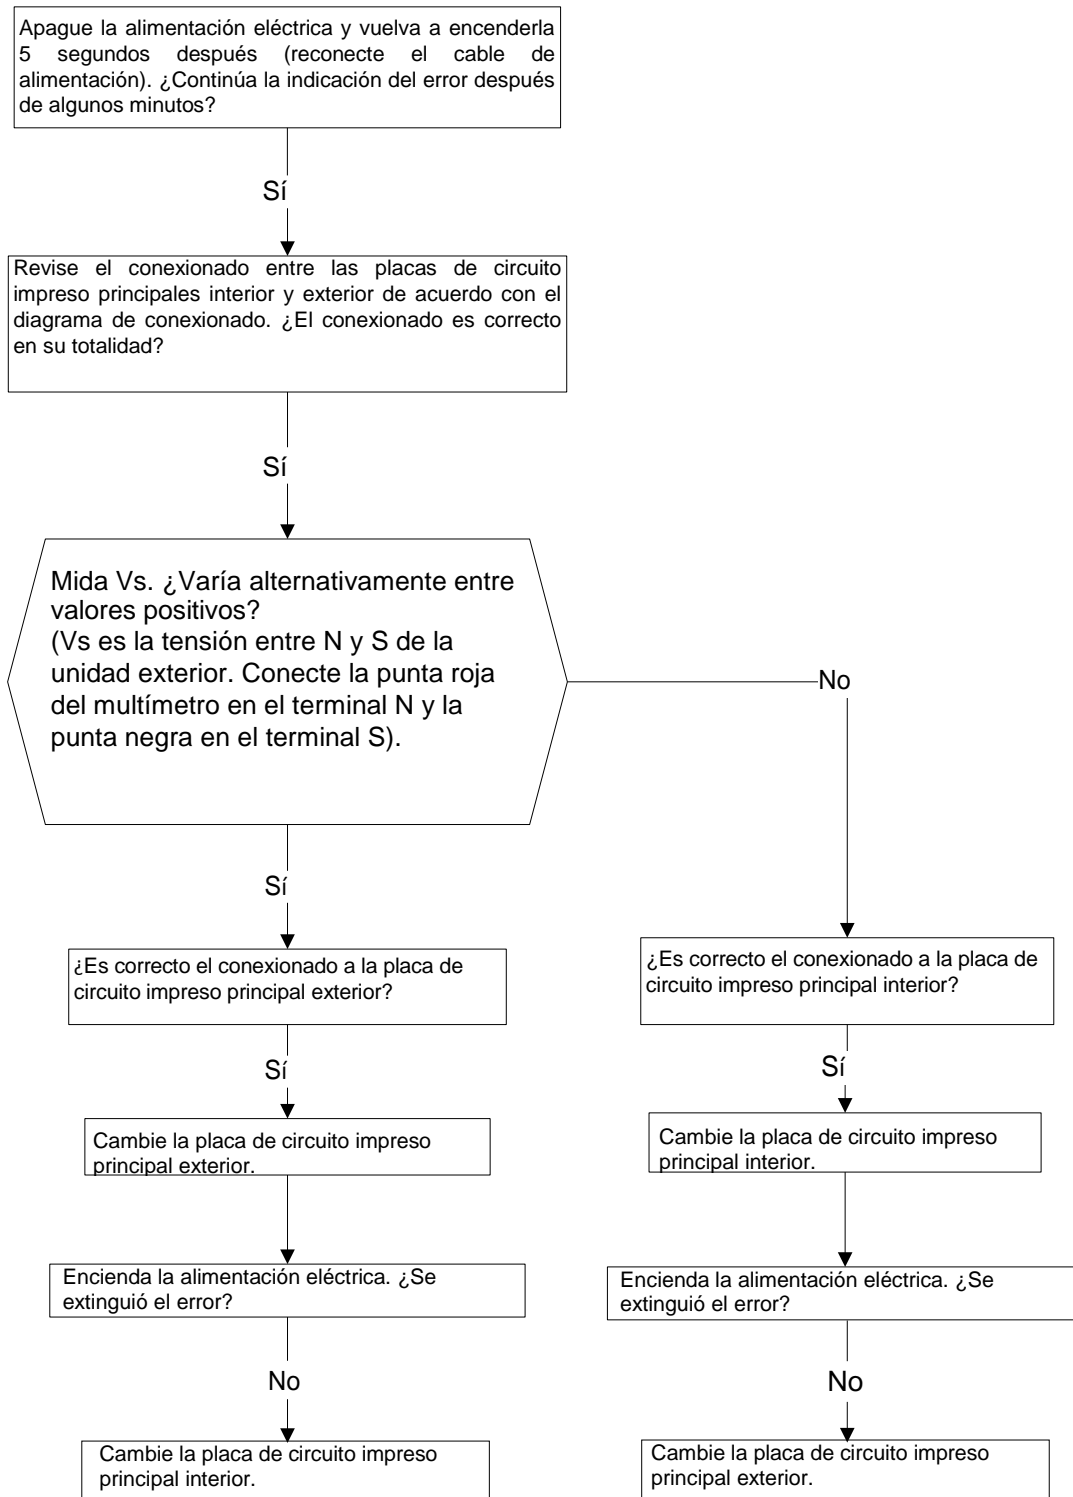 Apague la alimentación eléctrica y vuelva a encenderla
5 segundos después (reconecte el cable de
alimentación). ¿Continúa la indicación del error después
de algunos minutos?
Sí
Revise el conexionado entre las placas de circuito
impreso principales interior y exterior de acuerdo con el
diagrama de conexionado. ¿El conexionado es correcto
en su totalidad?
Sí
Mida Vs. ¿Varía alternativamente entre
valores positivos?
(Vs es la tensión entre N y S de la
unidad exterior. Conecte la punta roja
del multímetro en el terminal N y la
punta negra en el terminal S).
No
Sí
¿Es correcto el conexionado a la placa de
circuito impreso principal exterior?
Sí
Cambie la placa de circuito impreso
principal exterior.
Encienda la alimentación eléctrica. ¿Se
extinguió el error?
No
Cambie la placa de circuito impreso
principal interior.
¿Es correcto el conexionado a la placa de
circuito impreso principal interior?
Sí
Cambie la placa de circuito impreso
principal interior.
Encienda la alimentación eléctrica. ¿Se
extinguió el error?
No
Cambie la placa de circuito impreso
principal exterior.